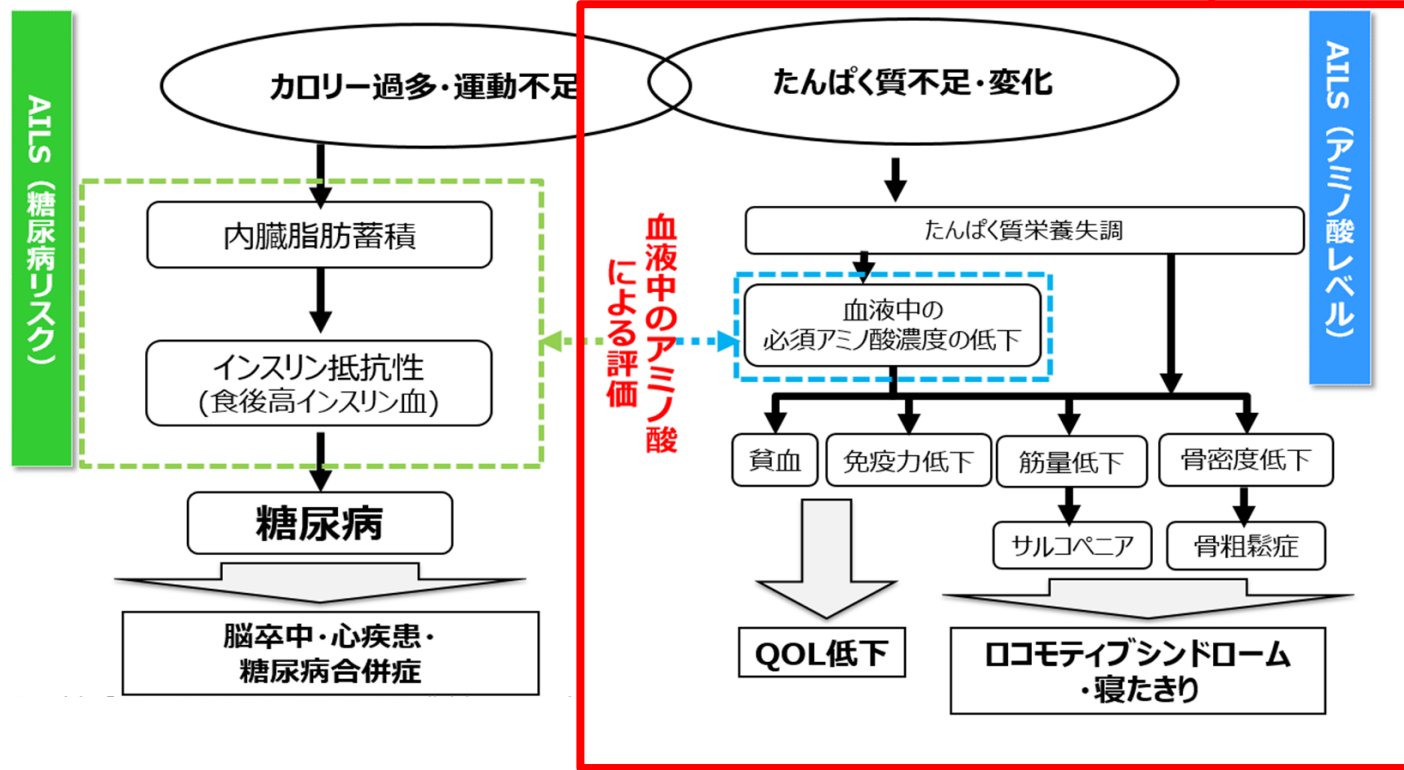 AILS（糖尿病リスク）
カロリー過多・運動不足
内臓脂肪蓄積
インスリン抵抗性
(食後高インスリン血)
糖尿病
脳卒中・心疾患・
糖尿病合併症
血液中のアミノ酸
による評価
たんぱく質不足・変化
たんぱく質栄養失調
血液中の
必須アミノ酸濃度の低下
貧血
免疫力低下
筋量低下
骨密度低下
サルコペニア
骨粗鬆症
QOL低下
ロコモティブシンドローム
・寝たきり
AILS（アミノ酸レベル）